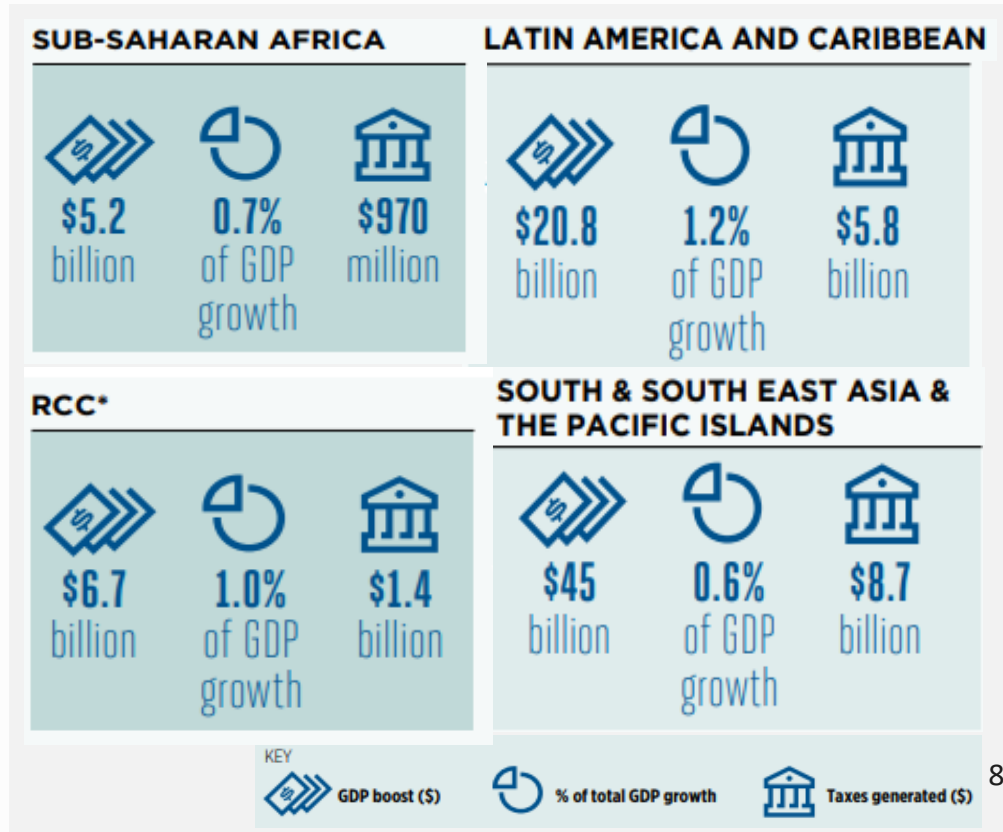 SUB-SAHARAN AFRICA
$5.2 billion
0.7% of GDP growth
$970 million
LATIN AMERICA AND CARIBBEAN
$20.8 billion
1.2% of GDP growth
$5.8 billion
RCC*
$6.7 billion
1.0% of GDP growth
$1.4 billion
SOUTH & SOUTH EAST ASIA &
THE PACIFIC ISLANDS
$45 billion
0.6% of GDP growth
$8.7 billion
KEY
GDP boost ($)
% of total GDP growth
Taxes generated ($)
8